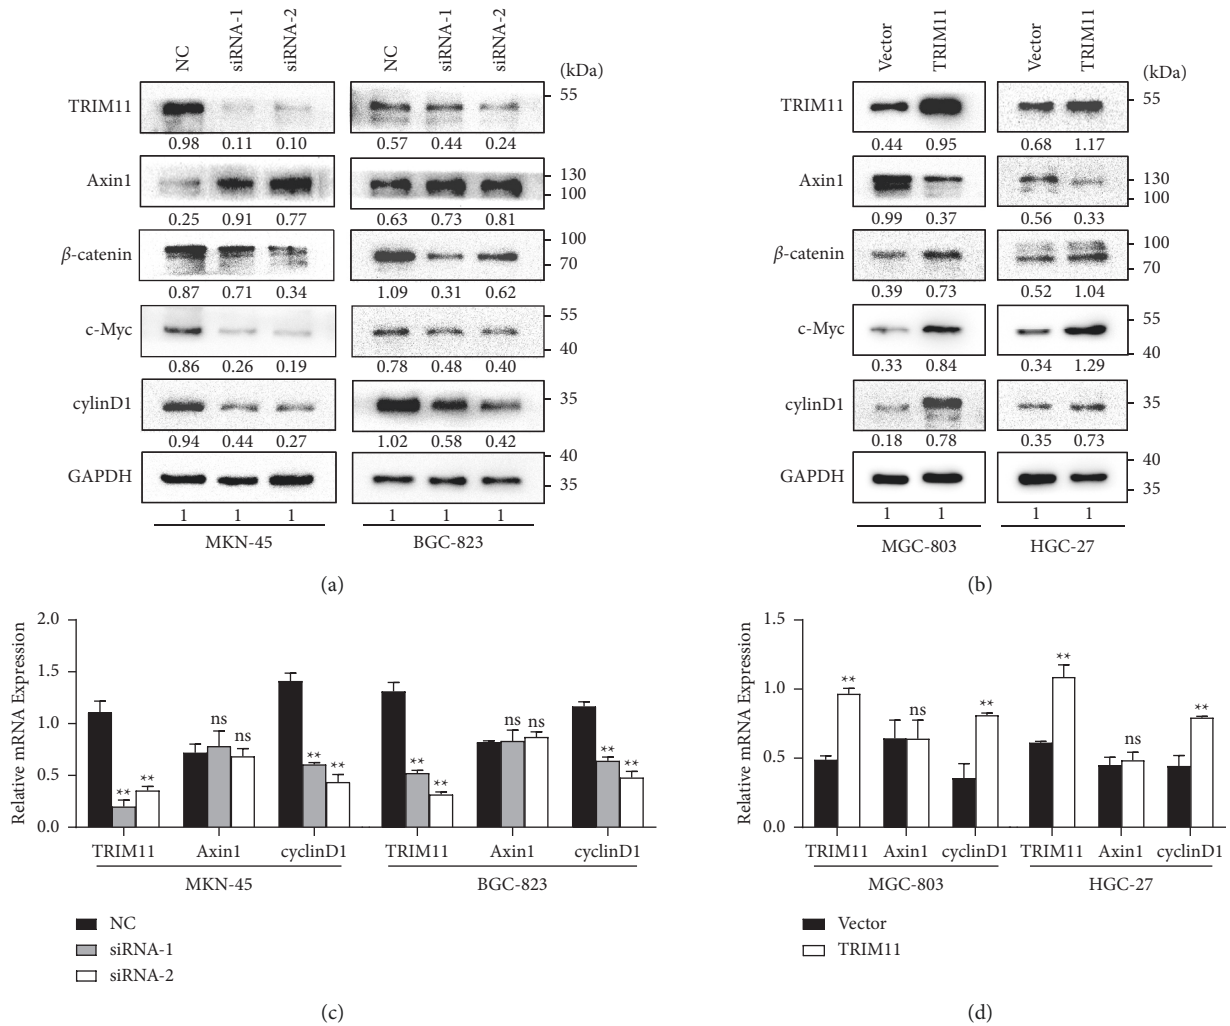 NC siRNA-1 siRNA-2 NC siRNA-1 siRNA-2 (kDa)
TRIM11 55
0.98 0.11 0.10 0.57 0.44 0.24
Axin1 130
100
0.25 0.91 0.77 0.63 0.73 0.81
β-catenin 100
70
0.87 0.71 0.34 1.09 0.31 0.62
c-Myc 55
40
0.86 0.26 0.19 0.78 0.48 0.40
cylinD1 35
0.94 0.44 0.27 1.02 0.58 0.42
GAPDH 40
35
1 1 1 1 1 1
MKN-45 BGC-823
(a)
Vector TRIM11 Vector TRIM11 (kDa)
TRIM11 55
0.44 0.95 0.68 1.17
Axin1 130
100
0.99 0.37 0.56 0.33
β-catenin 100
70
0.39 0.73 0.52 1.04
c-Myc 55
40
0.33 0.84 0.34 1.29
cylinD1 35
0.18 0.78 0.35 0.73
GAPDH 40
35
1 1 1 1
MGC-803 HGC-27
(b)
Relative mRNA Expression
2.0
1.5
1.0
0.5
0.0
** ** ns ns ** ** ** ** ns ns ** **
TRIM11 Axin1 cyclinD1 TRIM11 Axin1 cyclinD1
MKN-45 BGC-823
NC
siRNA-1
siRNA-2
(c)
Relative mRNA Expression
1.5
1.0
0.5
0.0
** ns ** ** ns **
TRIM11 Axin1 cyclinD1 TRIM11 Axin1 cyclinD1
MGC-803 HGC-27
Vector
TRIM11
(d)